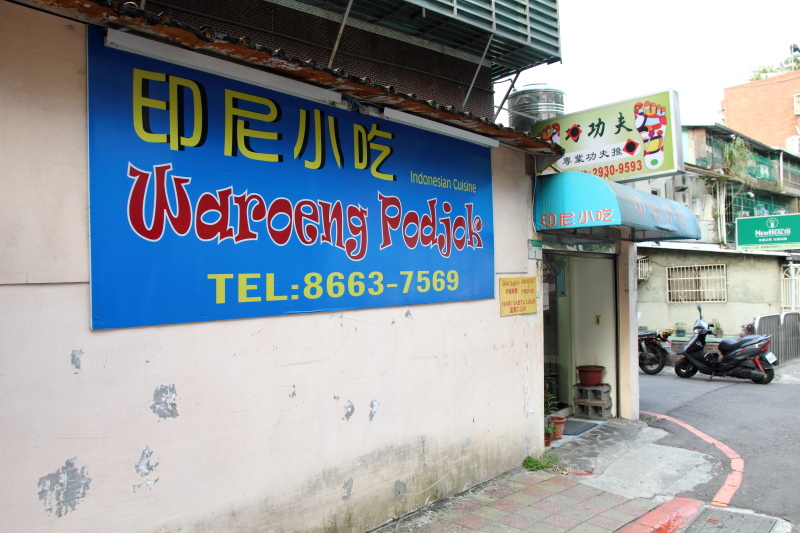 印尼小吃
Indonesian Cuisine
Waroeng Podjok
TEL:8663-7569
功夫
專業功夫推
2930-9593
印尼小吃
NEWHEALTH